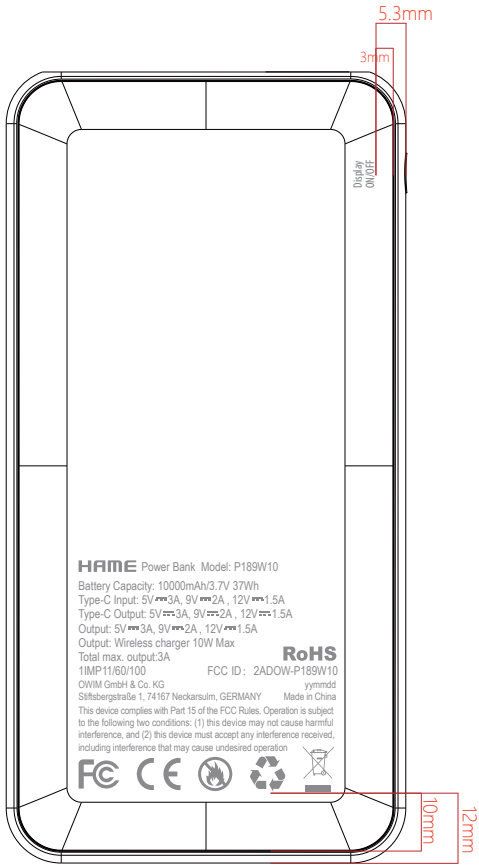 5.3mm
3mm
Display
ON/OFF
HAME Power Bank Model: P189W10
Battery Capacity: 10000mAh/3.7V 37Wh
Type-C Input: 5V⎓3A, 9V⎓2A , 12V⎓1.5A
Type-C Output: 5V⎓3A, 9V⎓2A , 12V⎓1.5A
Output: 5V⎓3A, 9V⎓2A , 12V⎓1.5A
Output: Wireless charger 10W Max
Total max. output:3A RoHS
1IMP11/60/100 FCC ID： 2ADOW-P189W10
OWIM GmbH & Co. KG yymmdd
Stiftsbergstraße 1, 74167 Neckarsulm, GERMANY Made in China
This device complies with Part 15 of the FCC Rules. Operation is subject
to the following two conditions: (1) this device may not cause harmful
interference, and (2) this device must accept any interference received,
including interference that may cause undesired operation
FC CE
10mm
12mm